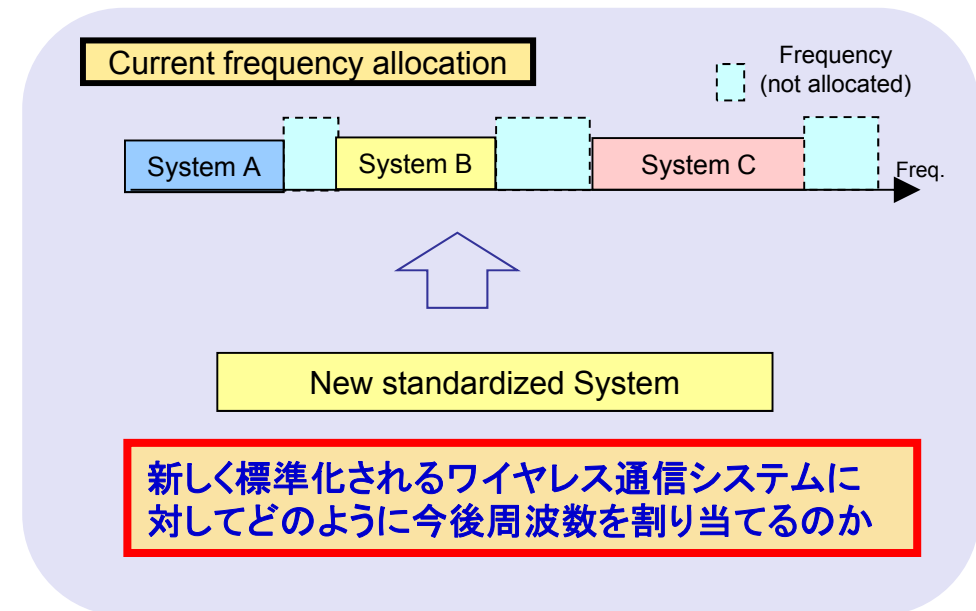 Current frequency allocation
Frequency
(not allocated)
System A
System B
System C
Freq.
New standardized System
新しく標準化されるワイヤレス通信システムに
対してどのように今後周波数を割り当てるのか